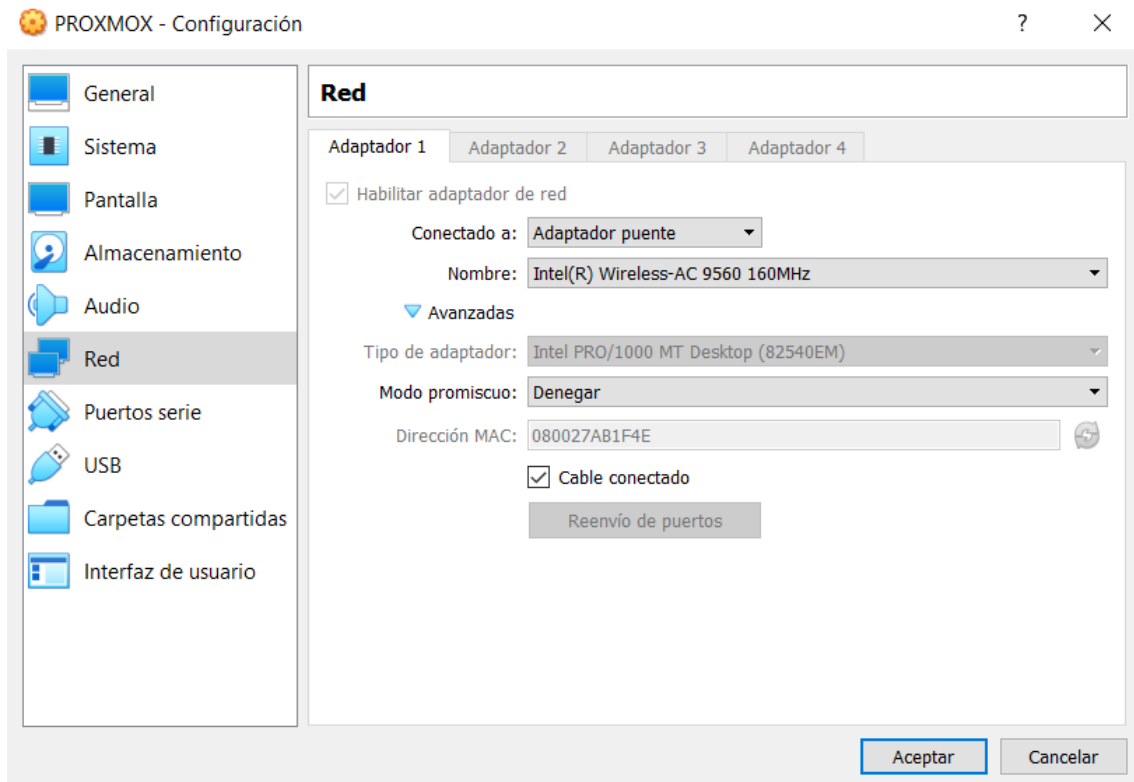 PROXMOX - Configuración ?
General
Sistema
Pantalla
Almacenamiento
Audio
Red
Puertos serie
USB
Carpetas compartidas
Interfaz de usuario
Red
Adaptador 1 Adaptador 2 Adaptador 3 Adaptador 4
Habilitar adaptador de red
Conectado a: Adaptador puente
Nombre: Intel(R) Wireless-AC 9560 160MHz
Avanzadas
Tipo de adaptador: Intel PRO/1000 MT Desktop (82540EM)
Modo promiscuo: Denegar
Dirección MAC: 080027AB1F4E
Cable conectado
Reenvío de puertos
Aceptar Cancelar